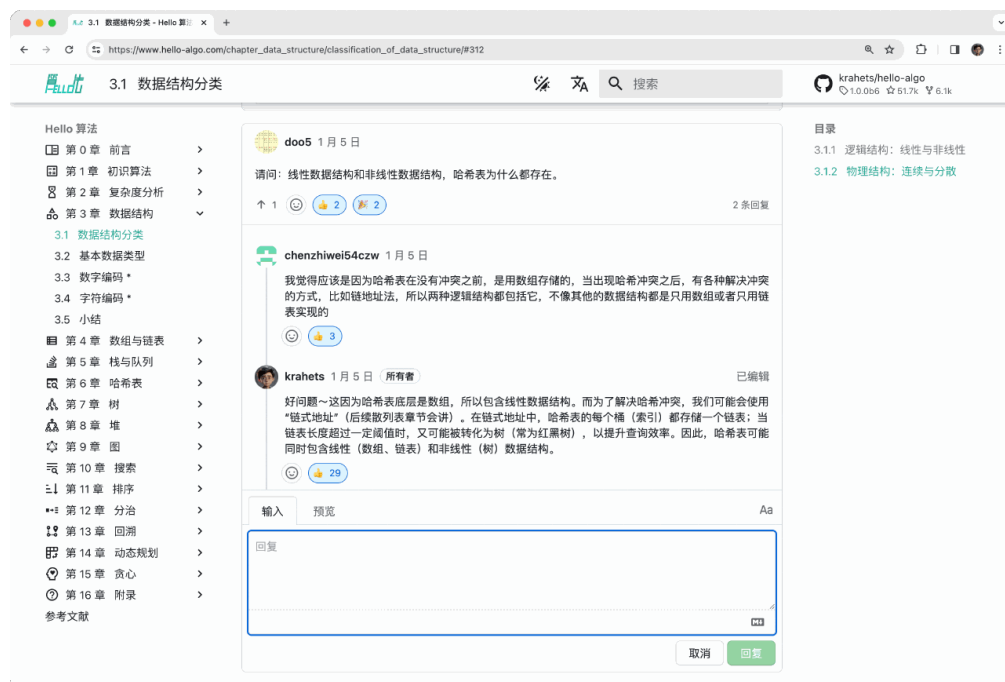 3.1 数据结构分类 - Hello 算法
https://www.hello-algo.com/chapter_data_structure/classification_of_data_structure/#312
3.1 数据结构分类
搜索
krahets/hello-algo
1.0.0b6 51.7k 6.1k
Hello 算法
第 0 章 前言
第 1 章 初识算法
第 2 章 复杂度分析
第 3 章 数据结构
3.1 数据结构分类
3.2 基本数据类型
3.3 数字编码 *
3.4 字符编码 *
3.5 小结
第 4 章 数组与链表
第 5 章 栈与队列
第 6 章 哈希表
第 7 章 树
第 8 章 堆
第 9 章 图
第 10 章 搜索
第 11 章 排序
第 12 章 分治
第 13 章 回溯
第 14 章 动态规划
第 15 章 贪心
第 16 章 附录
参考文献
doo5 1 月 5 日
请问：线性数据结构和非线性数据结构，哈希表为什么都存在。
1 2 2 2 条回复
chenzhiwei54czw 1 月 5 日
我觉得应该是因为哈希表在没有冲突之前，是用数组存储的，当出现哈希冲突之后，有各种解决冲突
的方式，比如链地址法，所以两种逻辑结构都包括它，不像其他的数据结构都是只用数组或者只用链
表实现的
3
krahets 1 月 5 日 所有者 已编辑
好问题～这因为哈希表底层是数组，所以包含线性数据结构。而为了解决哈希冲突，我们可能会使用
“链式地址”（后续散列表章节会讲）。在链式地址中，哈希表的每个桶（索引）都存储一个链表；当
链表长度超过一定阈值时，又可能被转化为树（常为红黑树），以提升查询效率。因此，哈希表可能
同时包含线性（数组、链表）和非线性（树）数据结构。
29
输入 预览 Aa
回复
取消 回复
目录
3.1.1 逻辑结构：线性与非线性
3.1.2 物理结构：连续与分散